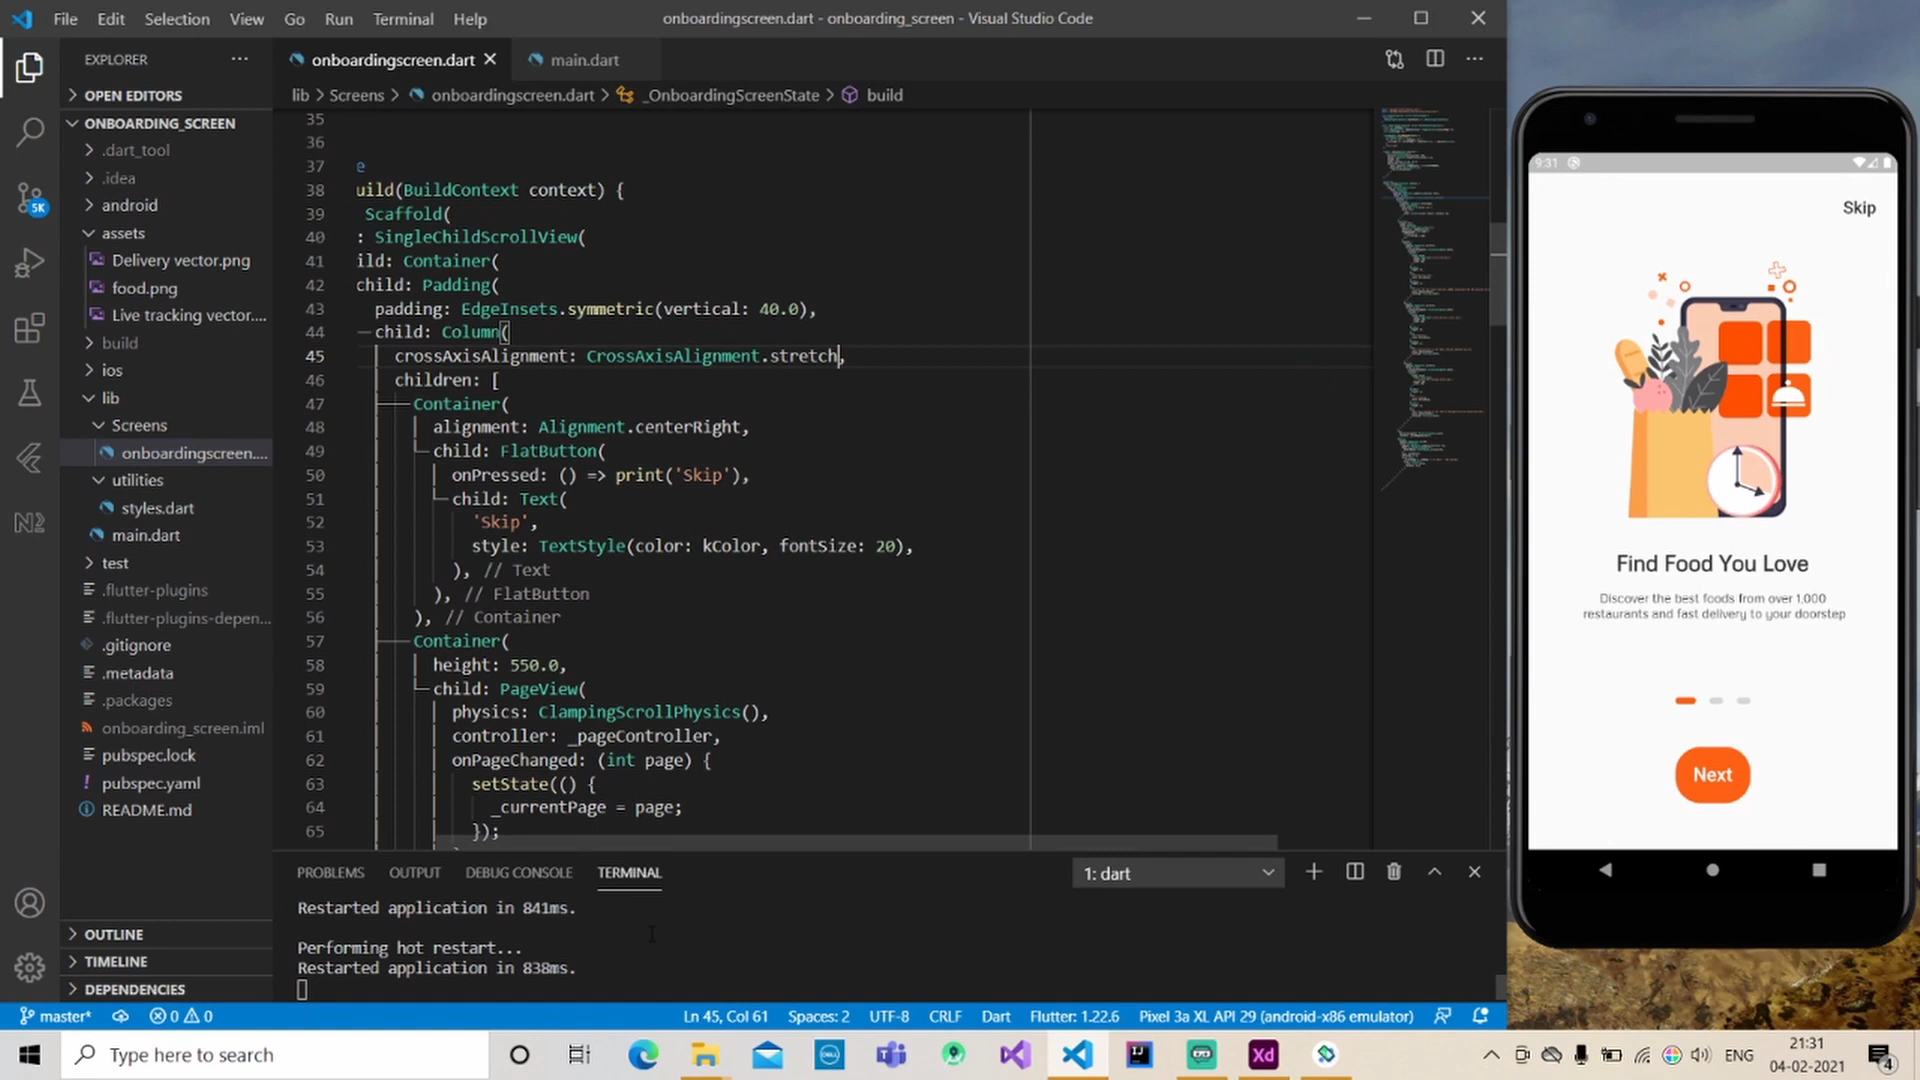 File Edit Selection View Go Run Terminal Help
onboardingscreen.dart - onboarding_screen - Visual Studio Code
EXPLORER
OPEN EDITORS
ONBOARDING_SCREEN
.dart_tool
.idea
android
assets
Delivery vector.png
food.png
Live tracking vector....
build
ios
lib
Screens
onboardingscreen....
utilities
styles.dart
main.dart
test
.flutter-plugins
.flutter-plugins-depen...
.gitignore
.metadata
.packages
onboarding_screen.iml
pubspec.lock
pubspec.yaml
README.md
OUTLINE
TIMELINE
DEPENDENCIES
5K
onboardingscreen.dart main.dart
lib > Screens > onboardingscreen.dart > _OnboardingScreenState > build
35
36
37 e
38 uild(BuildContext context) {
39 Scaffold(
40 : SingleChildScrollView(
41 ild: Container(
42 child: Padding(
43 padding: EdgeInsets.symmetric(vertical: 40.0),
44 child: Column(
45 crossAxisAlignment: CrossAxisAlignment.stretch,
46 children: [
47 Container(
48 alignment: Alignment.centerRight,
49 child: FlatButton(
50 onPressed: () => print('Skip'),
51 child: Text(
52 'Skip',
53 style: TextStyle(color: kColor, fontSize: 20),
54 ), // Text
55 ), // FlatButton
56 ), // Container
57 Container(
58 height: 550.0,
59 child: PageView(
60 physics: ClampingScrollPhysics(),
61 controller: _pageController,
62 onPageChanged: (int page) {
63 setState(() {
64 _currentPage = page;
65 });
PROBLEMS OUTPUT DEBUG CONSOLE TERMINAL
1: dart
Restarted application in 841ms.
Performing hot restart...
Restarted application in 838ms.
master* 0 0 Ln 45, Col 61 Spaces: 2 UTF-8 CRLF Dart Flutter: 1.22.6 Pixel 3a XL API 29 (android-x86 emulator)
9:31
Skip
Find Food You Love
Discover the best foods from over 1,000
restaurants and fast delivery to your doorstep
Next
Type here to search
DELL
Xd
ENG
21:31
04-02-2021
4